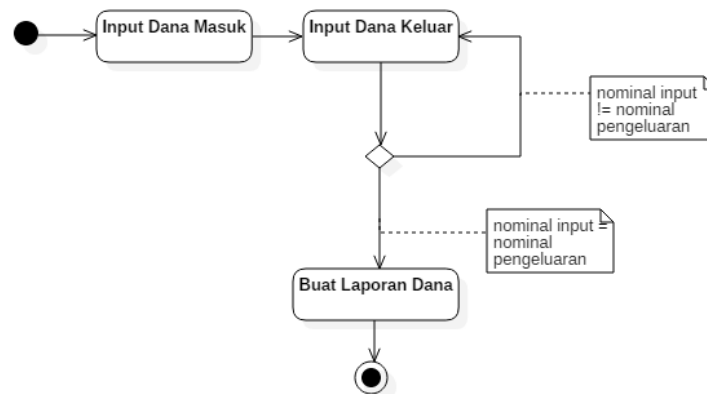 Input Dana Masuk
Input Dana Keluar
nominal input
!= nominal
pengeluaran
nominal input =
nominal
pengeluaran
Buat Laporan Dana